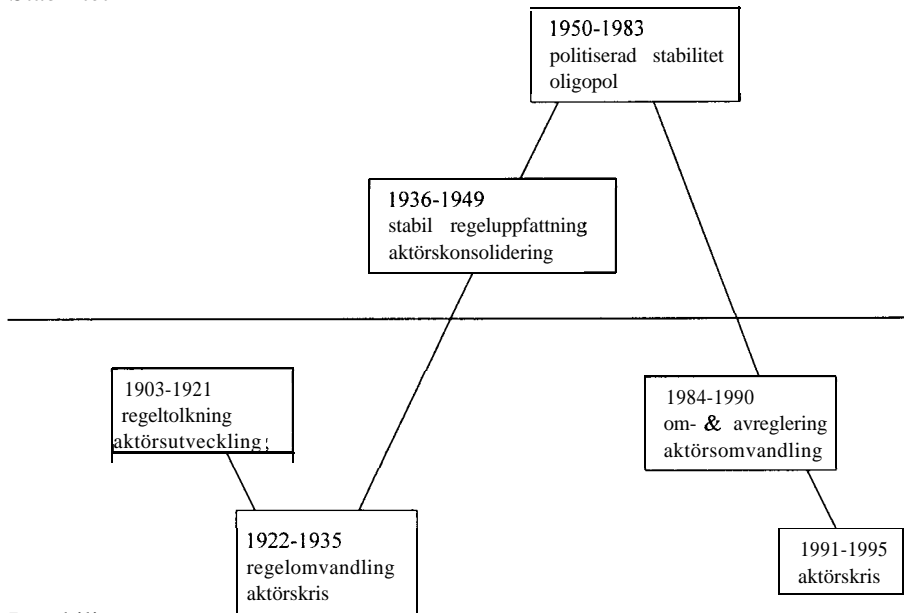 1950-1983
politiserad stabilitet
oligopol
1936-1949
stabil regeluppfattning
aktörskonsolidering
1903-1921
regeltolkning
aktörsutveckling
1984-1990
om- & avreglering
aktörsomvandling
1922-1935
regelomvandling
aktörskris
1991-1995
aktörskris